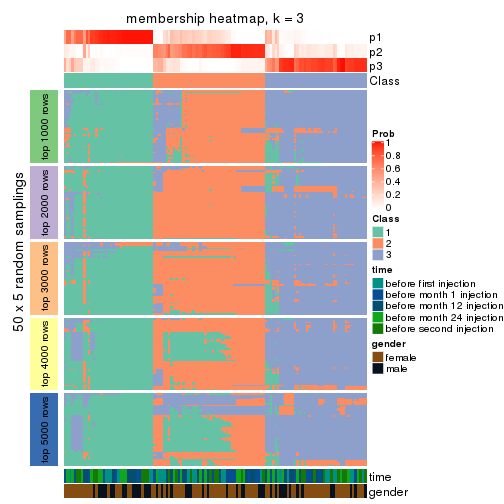 membership heatmap, k = 3
p1
p2
p3
Class
50 x 5 random samplings
top 1000 rows
top 2000 rows
top 3000 rows
top 4000 rows
top 5000 rows
Prob
1
0.8
0.6
0.4
0.2
0
Class
1
2
3
time
before first injection
before month 1 injection
before month 12 injection
before month 24 injection
before second injection
gender
female
male
time
gender